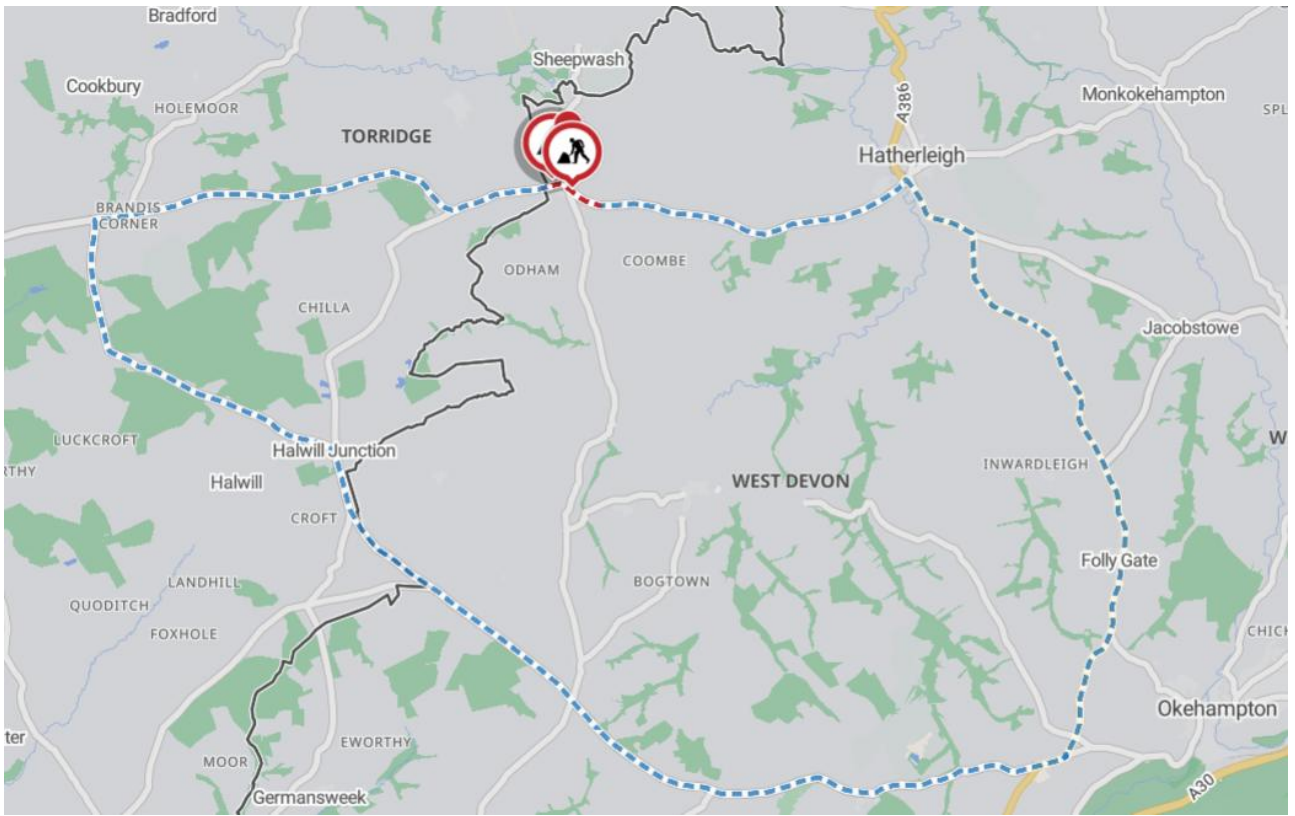 Bradford
Sheepwash
Cookbury
HOLEMOOR
A386
Monkokehampton
SPL
TORRIDGE
Hatherleigh
BRANDIS
CORNER
ODHAM
COOMBE
CHILLA
Jacobstowe
LUCKCROFT
Halwill Junction
W
RTHY
Halwill
WEST DEVON
INWARDLEIGH
CROFT
Folly Gate
LANDHILL
BOGTOWN
QUODITCH
FOXHOLE
CHICH
Okehampton
ter
EWORTHY
MOOR
Germansweek
A30